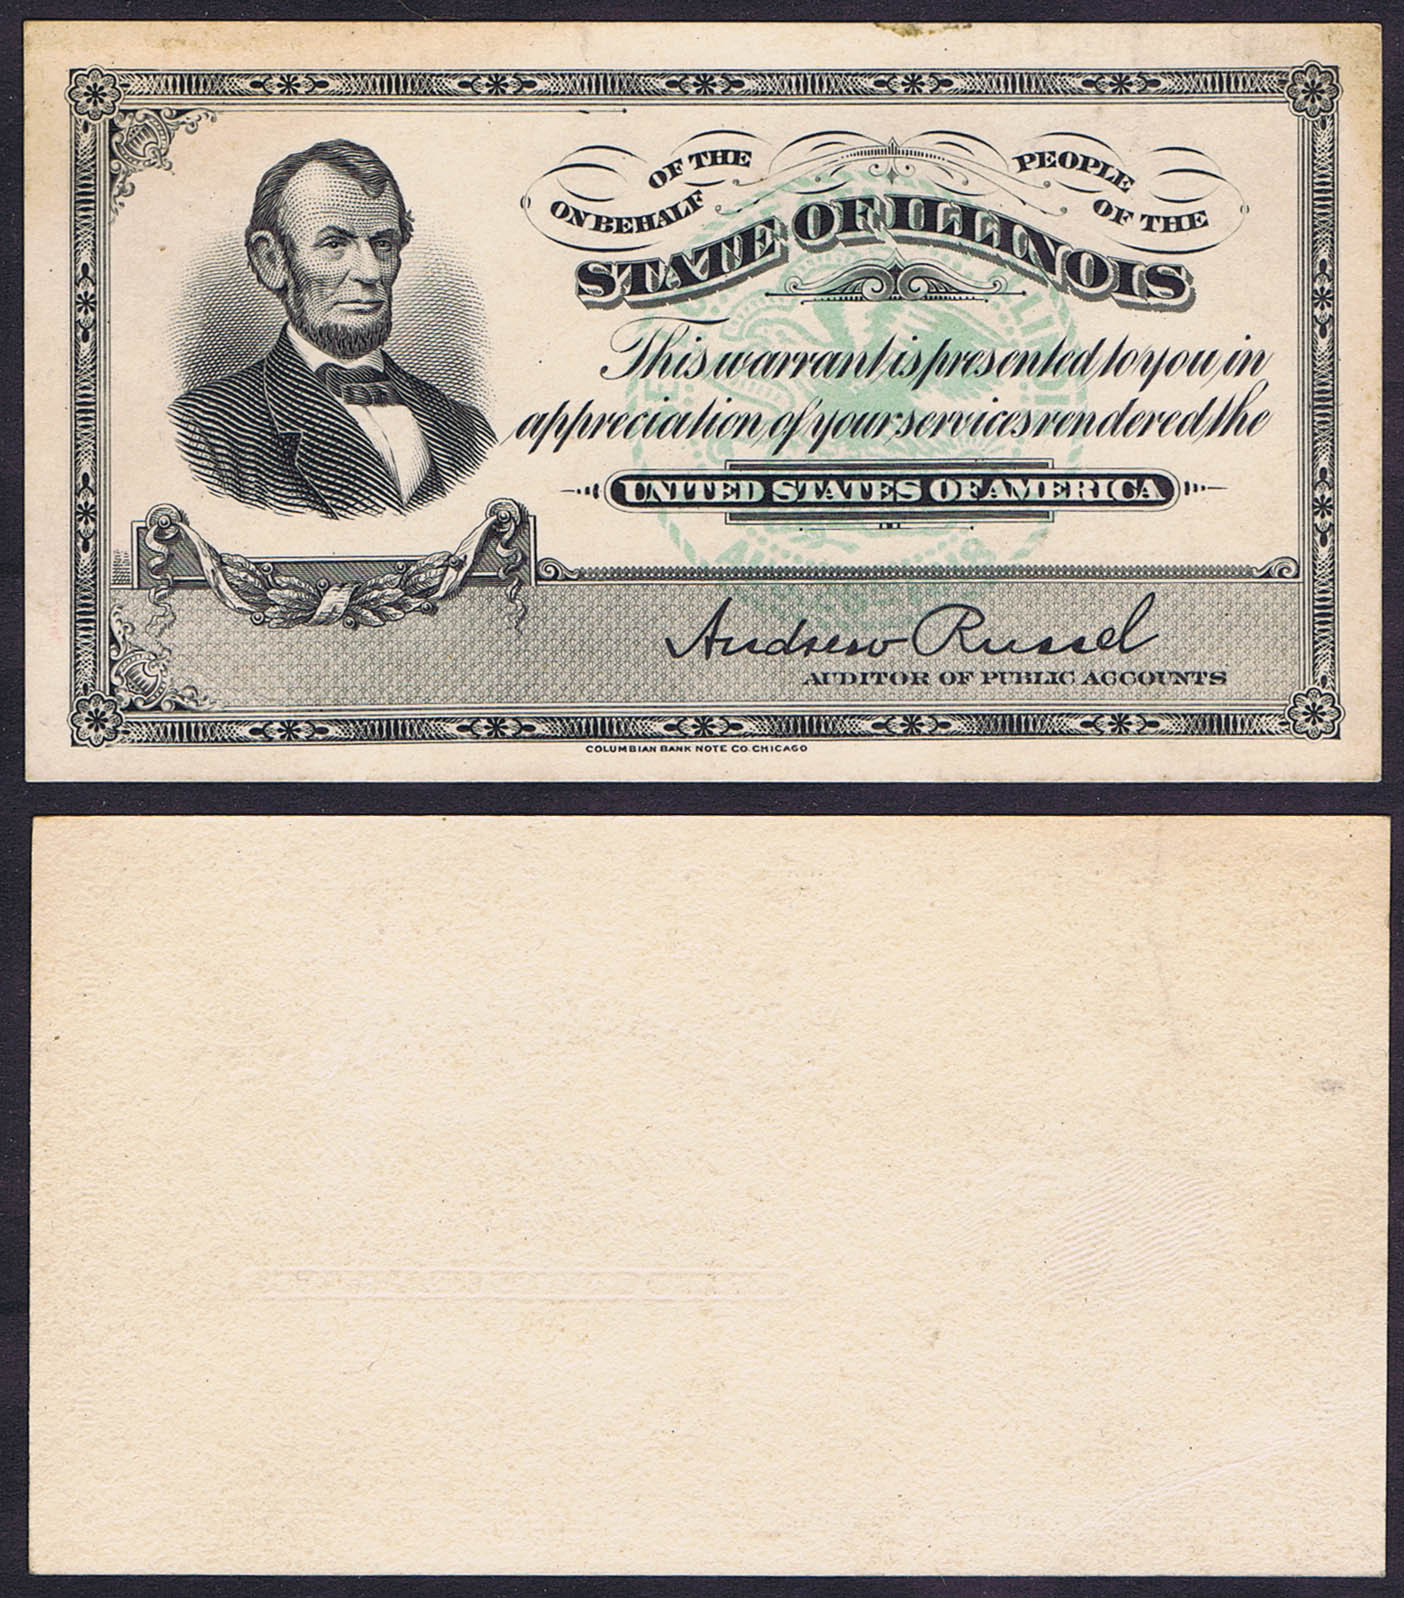 ON BEHALF OF THE PEOPLE OF THE
STATE OF ILLINOIS
This warrant is presented to you in
appreciation of your services rendered the
UNITED STATES OF AMERICA
Andrew Russel
AUDITOR OF PUBLIC ACCOUNTS
COLUMBIAN BANK NOTE CO. CHICAGO